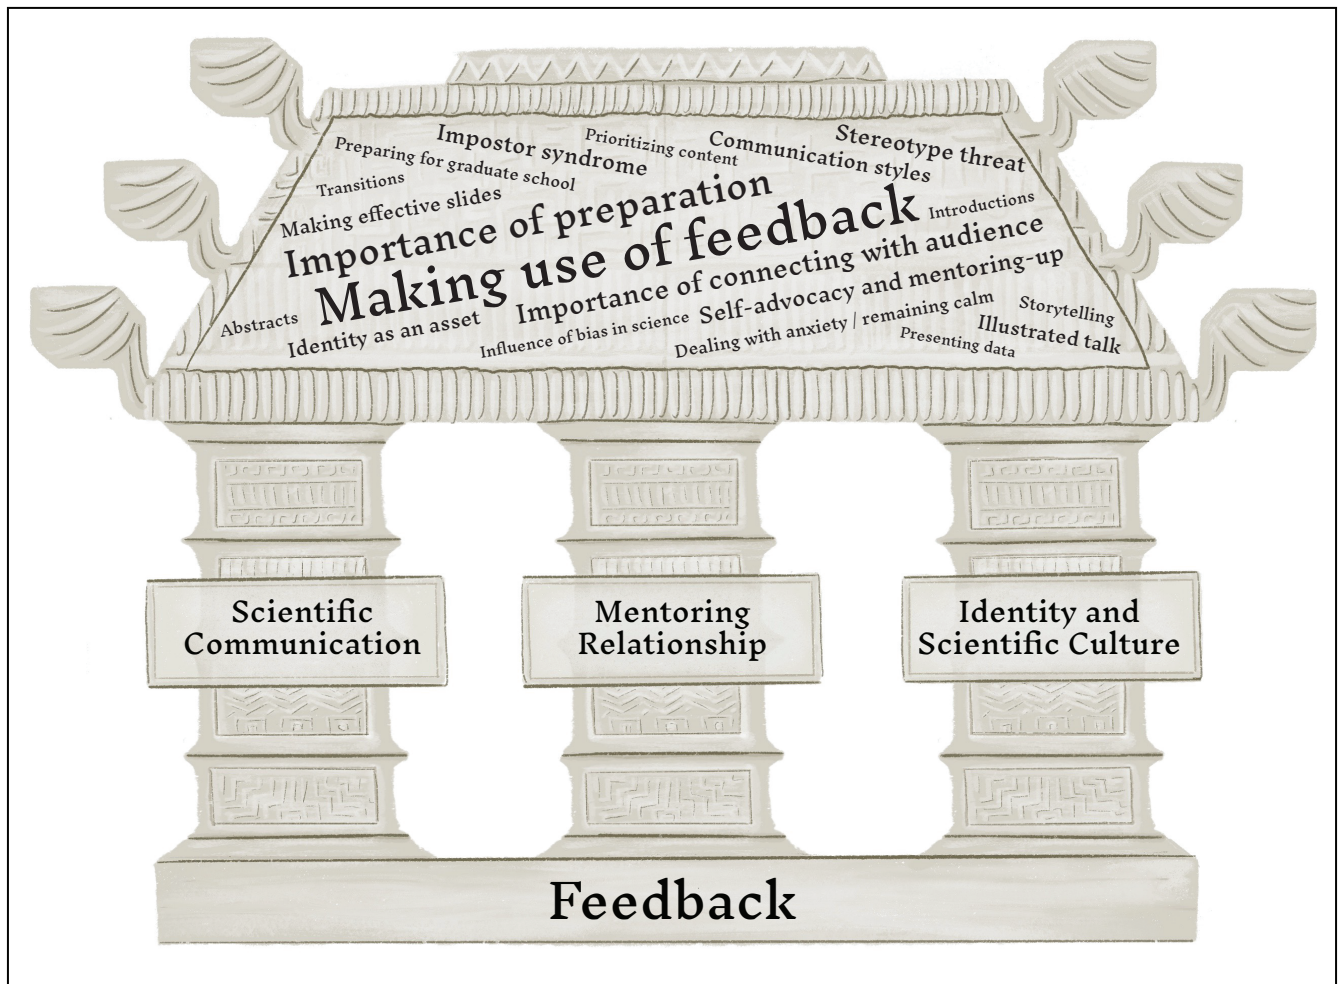 Impostor syndrome
Prioritizing content
Communication styles
Stereotype threat
Preparing for graduate school
Transitions
Making effective slides
Importance of preparation
Making use of feedback
Introductions
Importance of connecting with audience
Self-advocacy and mentoring-up
Abstracts
Identity as an asset
Influence of bias in science
Dealing with anxiety / remaining calm
Storytelling
Illustrated talk
Presenting data
Scientific
Communication
Mentoring
Relationship
Identity and
Scientific Culture
Feedback